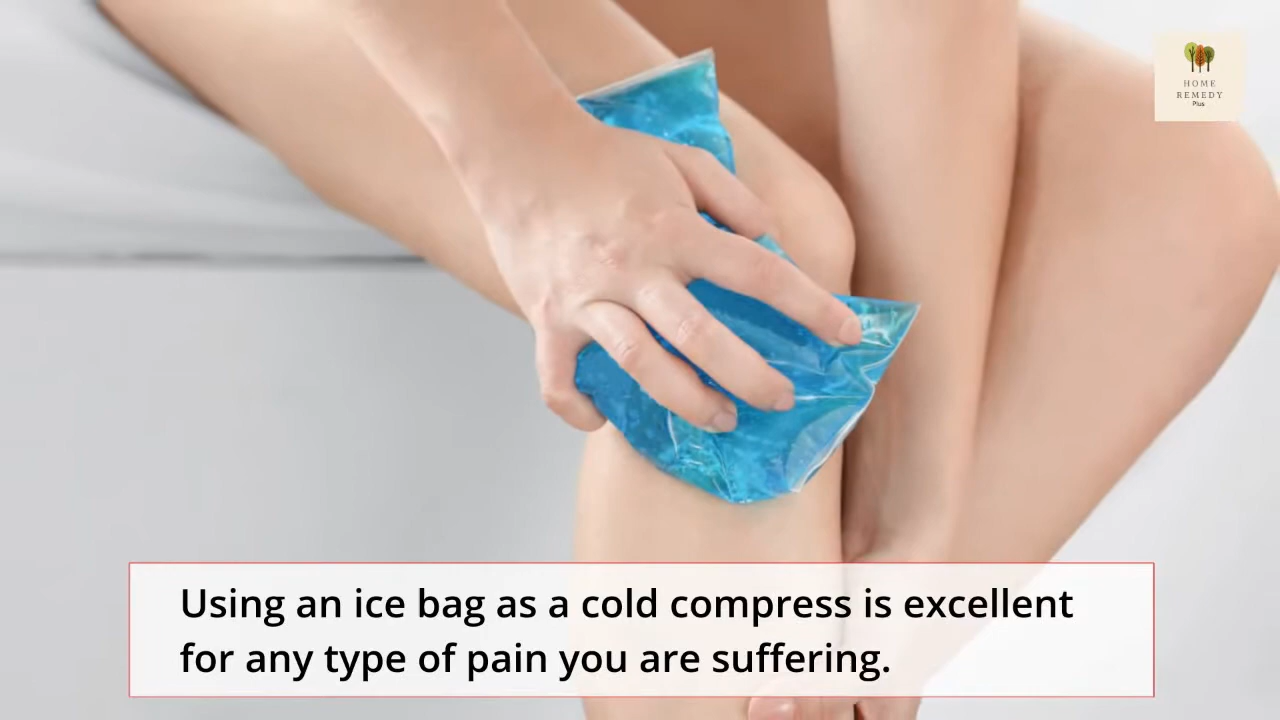 HOME
REMEDY
Plus
Using an ice bag as a cold compress is excellent
for any type of pain you are suffering.